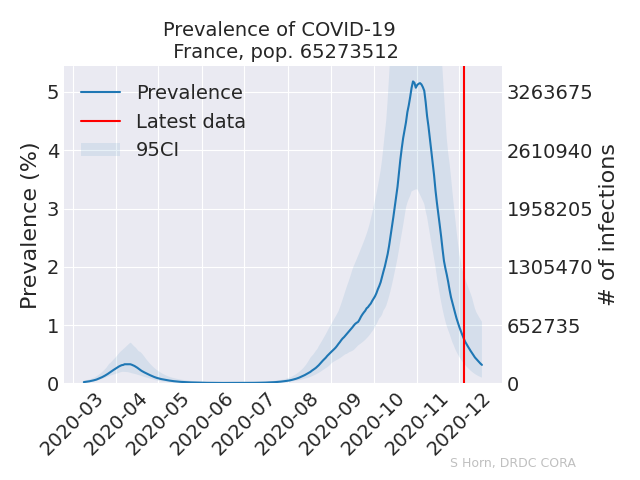 Prevalence of COVID-19
France, pop. 65273512
Prevalence
Latest data
95CI
Prevalence (%)
5
4
3
2
1
0
3263675
2610940
1958205
1305470
652735
0
# of infections
2020-03
2020-04
2020-05
2020-06
2020-07
2020-08
2020-09
2020-10
2020-11
2020-12
S Horn, DRDC CORA